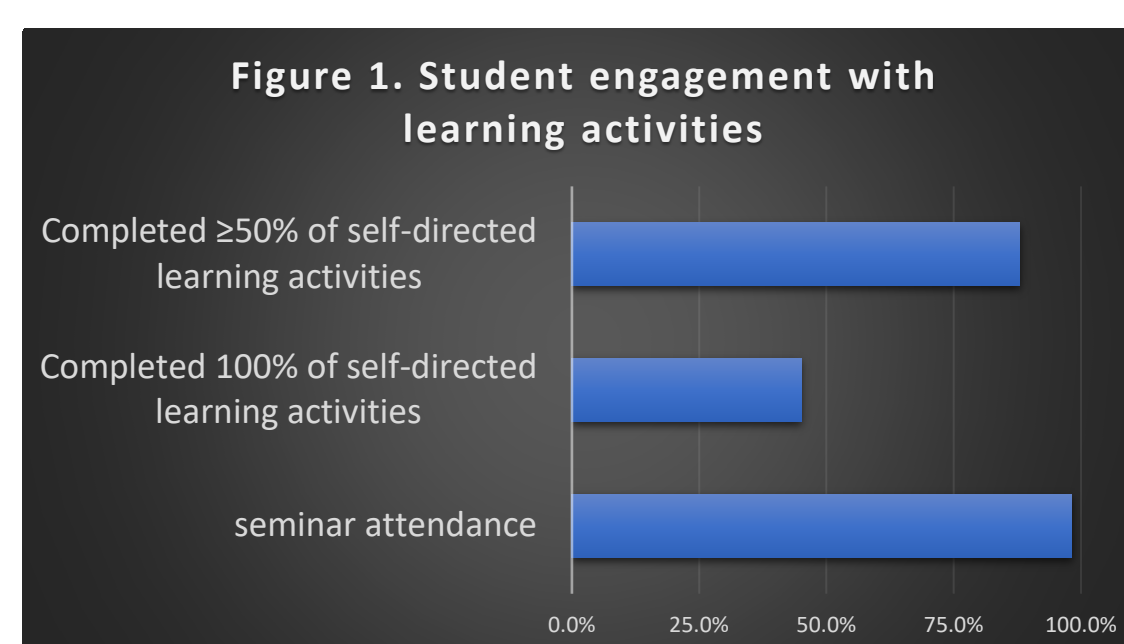 Figure 1. Student engagement with
learning activities
Completed ≥50% of self-directed
learning activities
Completed 100% of self-directed
learning activities
seminar attendance
0.0% 25.0% 50.0% 75.0% 100.0%